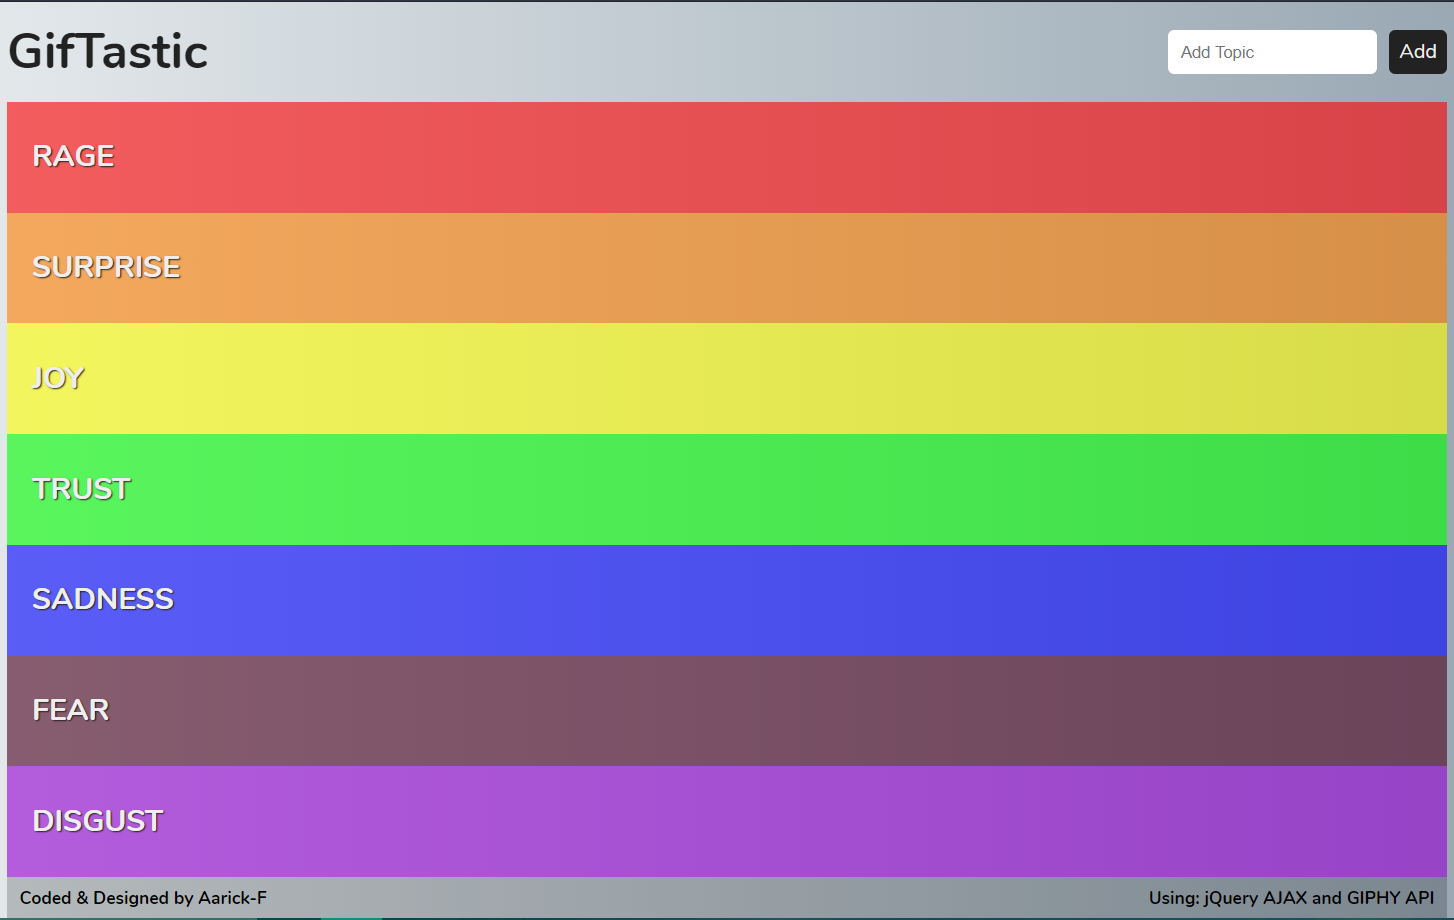 GifTastic
Add Topic
Add
RAGE
SURPRISE
JOY
TRUST
SADNESS
FEAR
DISGUST
Coded & Designed by Aarick-F
Using: jQuery AJAX and GIPHY API